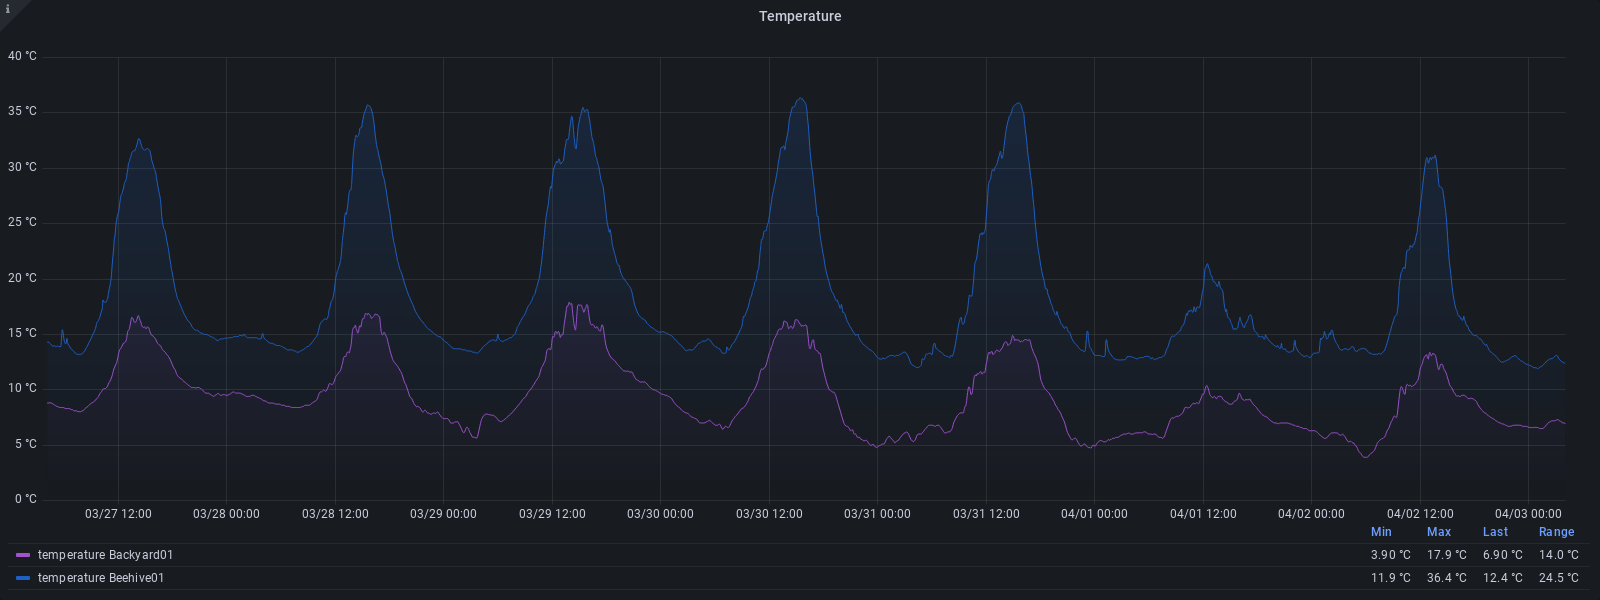 i
Temperature
40 °C
35 °C
30 °C
25 °C
20 °C
15 °C
10 °C
5 °C
0 °C
03/27 12:00 03/28 00:00 03/28 12:00 03/29 00:00 03/29 12:00 03/30 00:00 03/30 12:00 03/31 00:00 03/31 12:00 04/01 00:00 04/01 12:00 04/02 00:00 04/02 12:00 04/03 00:00
Min Max Last Range
temperature Backyard01 3.90 °C 17.9 °C 6.90 °C 14.0 °C
temperature Beehive01 11.9 °C 36.4 °C 12.4 °C 24.5 °C